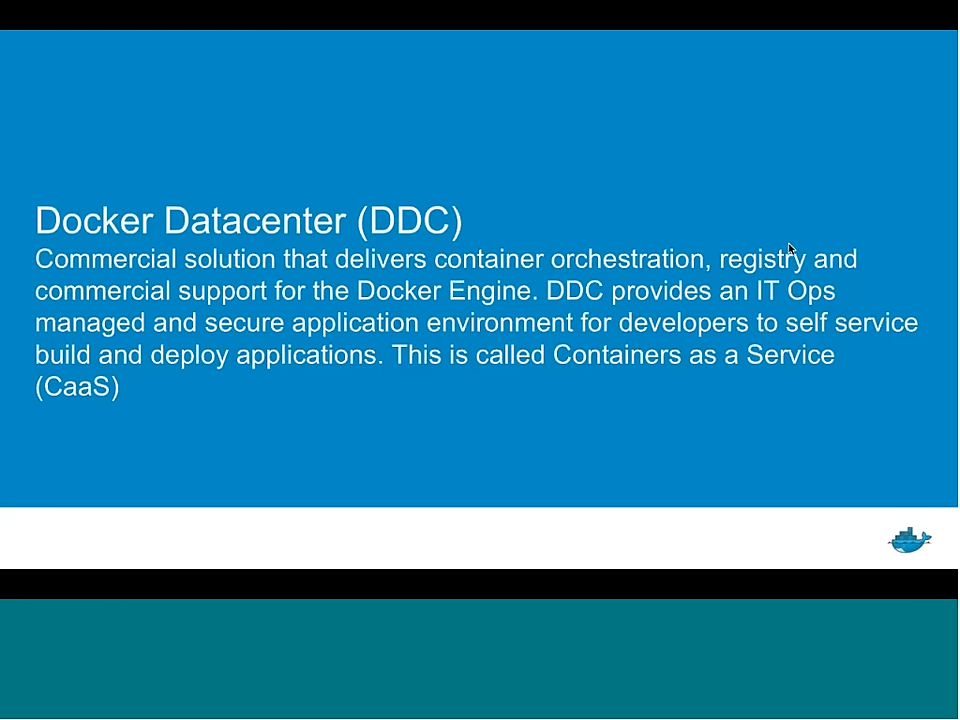 Docker Datacenter (DDC)
Commercial solution that delivers container orchestration, registry and
commercial support for the Docker Engine. DDC provides an IT Ops
managed and secure application environment for developers to self service
build and deploy applications. This is called Containers as a Service
(CaaS)